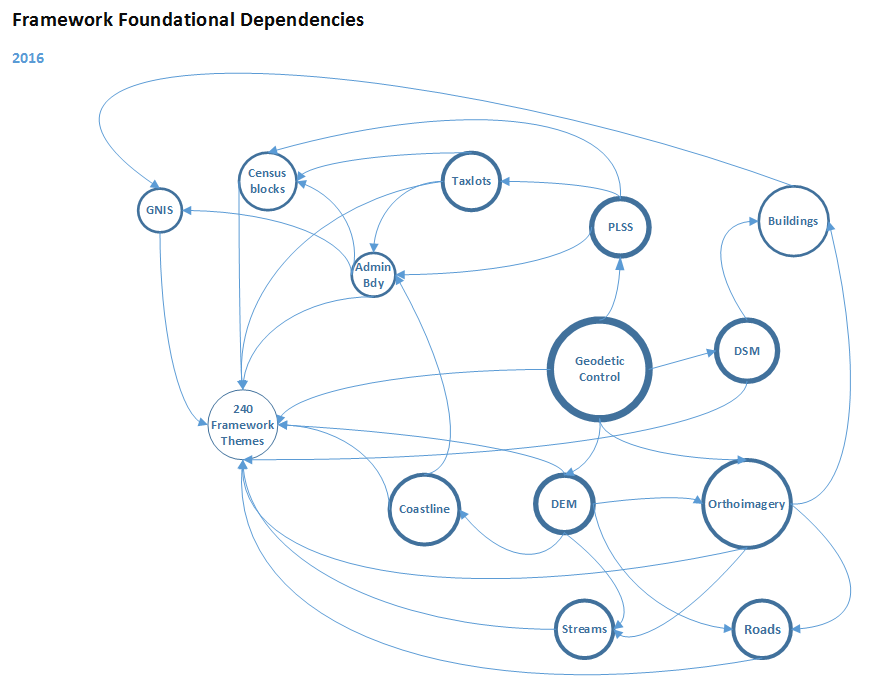 Framework Foundational Dependencies
2016
Census
blocks
Taxlots
GNIS
PLSS
Buildings
Admin
Bdy
Geodetic
Control
DSM
240
Framework
Themes
Coastline
DEM
Orthoimagery
Streams
Roads